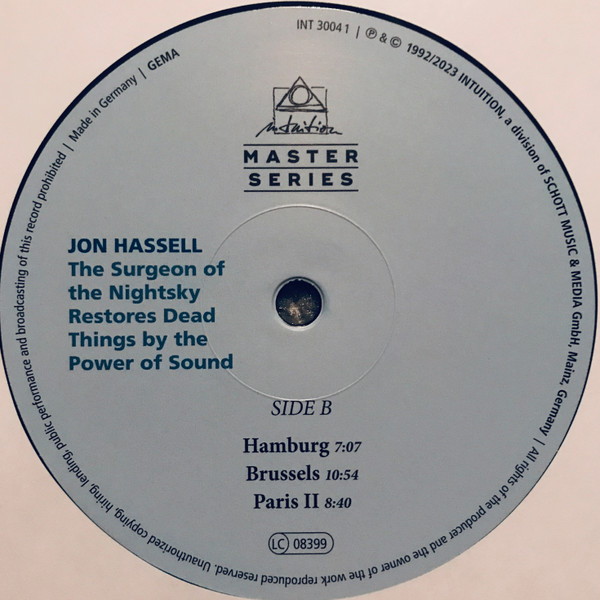 INT 30041 | ℗ & © 1992/2023 INTUITION, a division of SCHOTT MUSIC & MEDIA GmbH, Mainz, Germany | All rights of the producer and the owner of the work reproduced reserved. Unauthorized copying, hiring, lending, public performance and broadcasting of this record prohibited | Made in Germany | GEMA
intuition
MASTER
SERIES
JON HASSELL
The Surgeon of
the Nightsky
Restores Dead
Things by the
Power of Sound
SIDE B
Hamburg 7:07
Brussels 10:54
Paris II 8:40
LC 08399